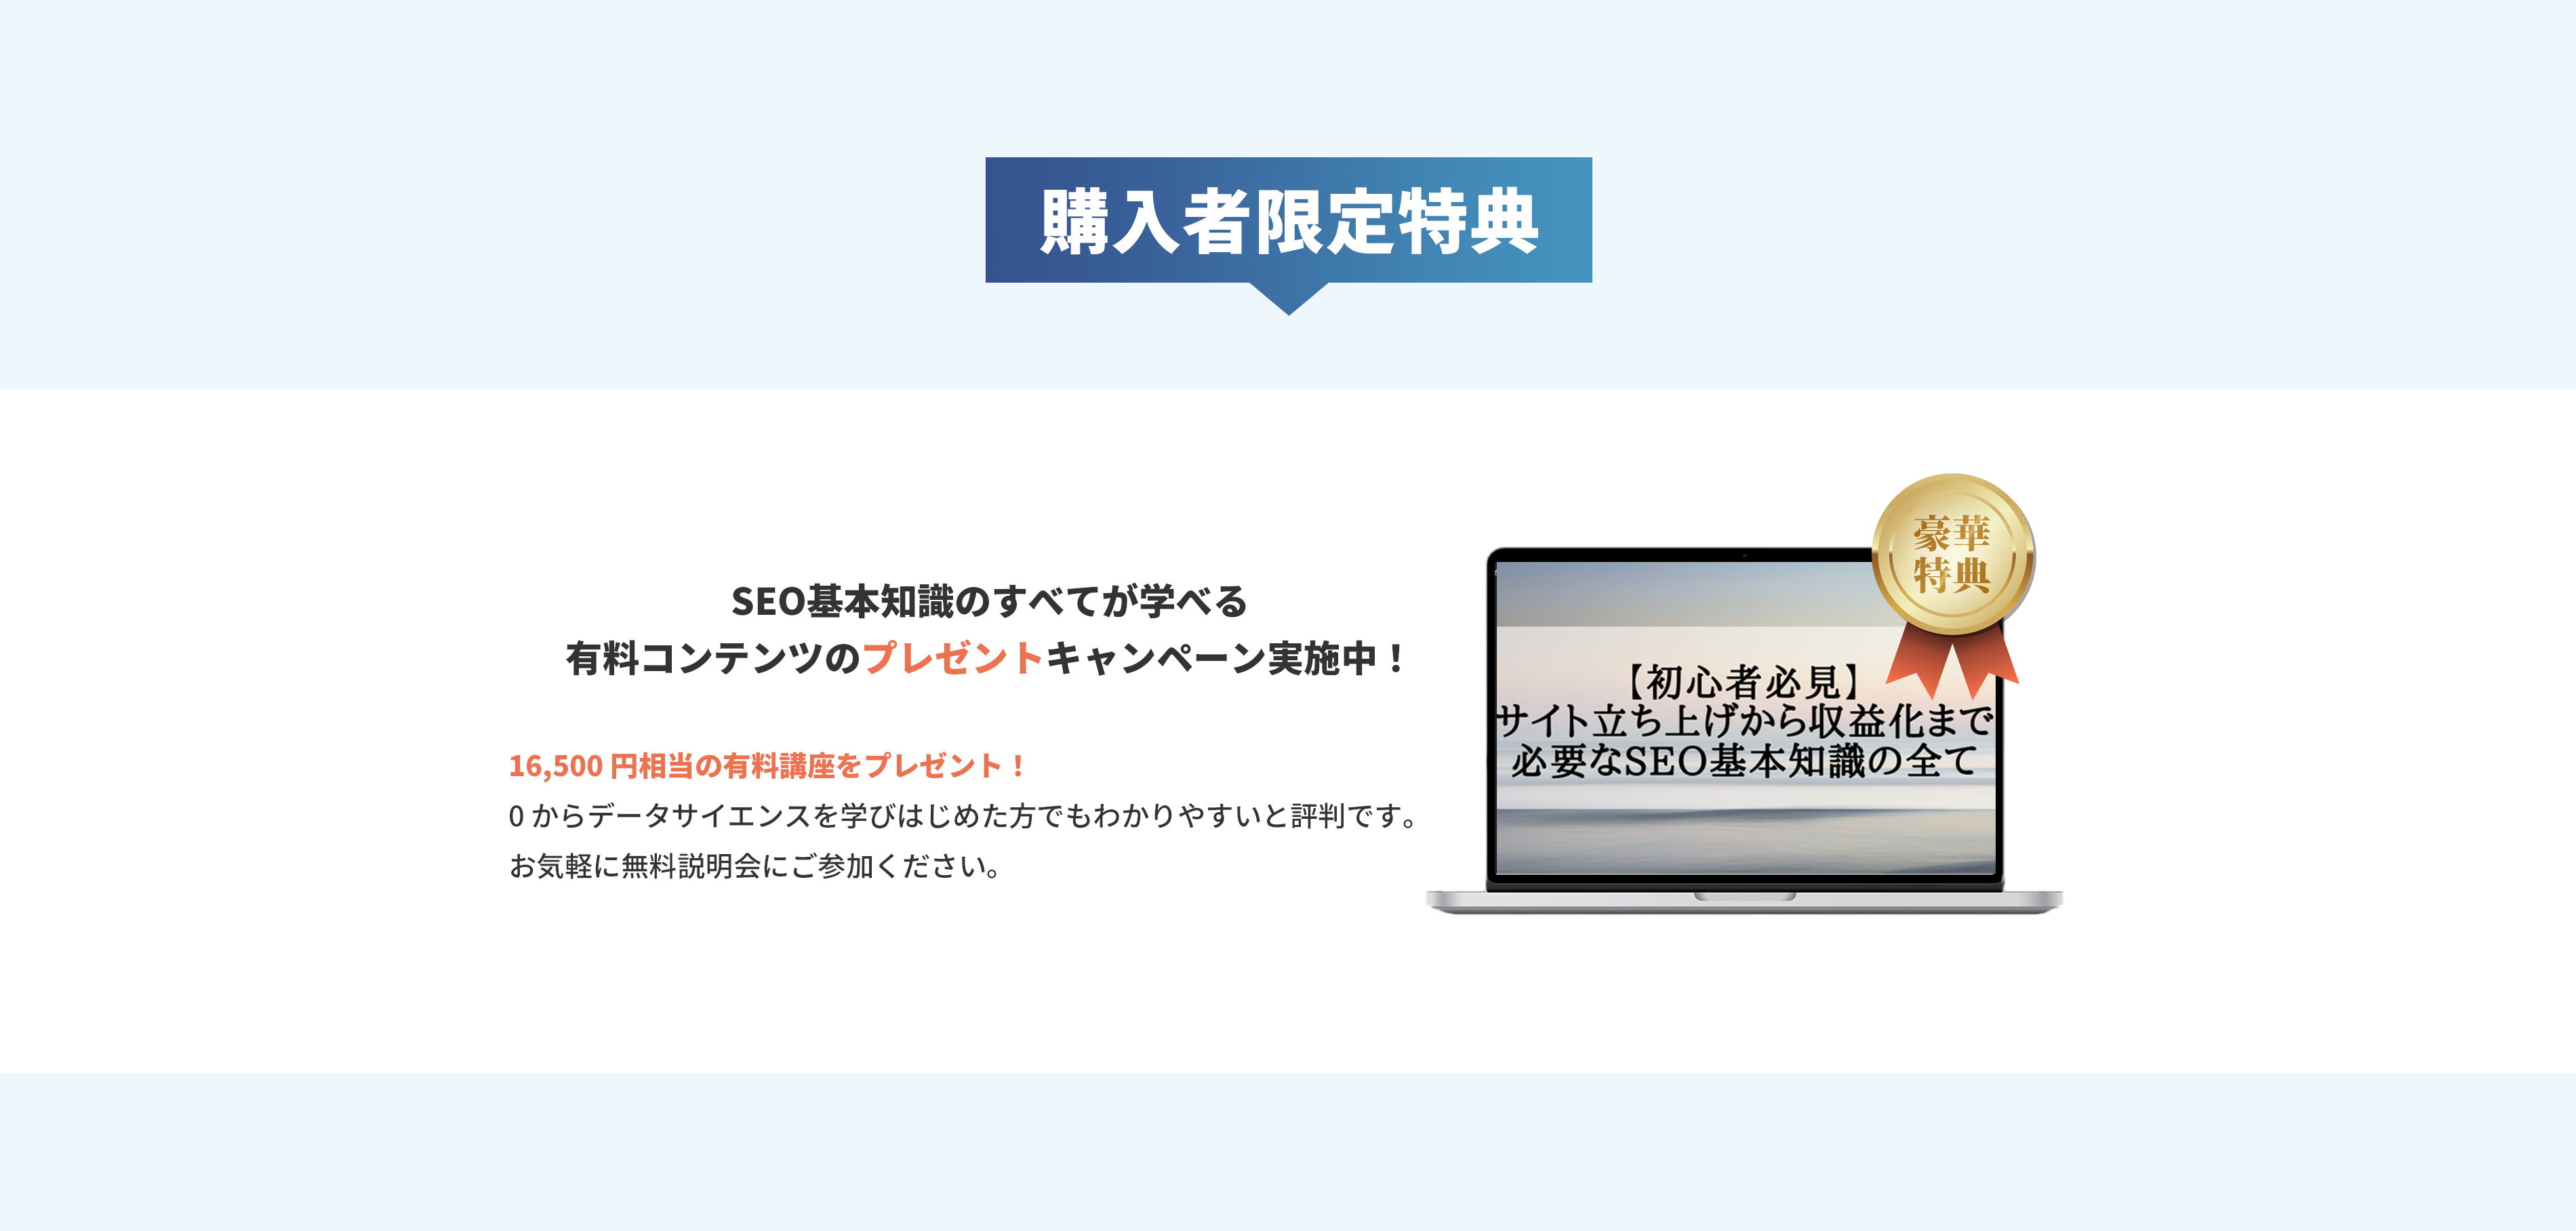 購入者限定特典
SEO基本知識のすべてが学べる
有料コンテンツのプレゼントキャンペーン実施中！
16,500 円相当の有料講座をプレゼント！
0 からデータサイエンスを学びはじめた方でもわかりやすいと評判です。
お気軽に無料説明会にご参加ください。
豪華
特典
【初心者必見】
サイト立ち上げから収益化まで
必要なSEO基本知識の全て